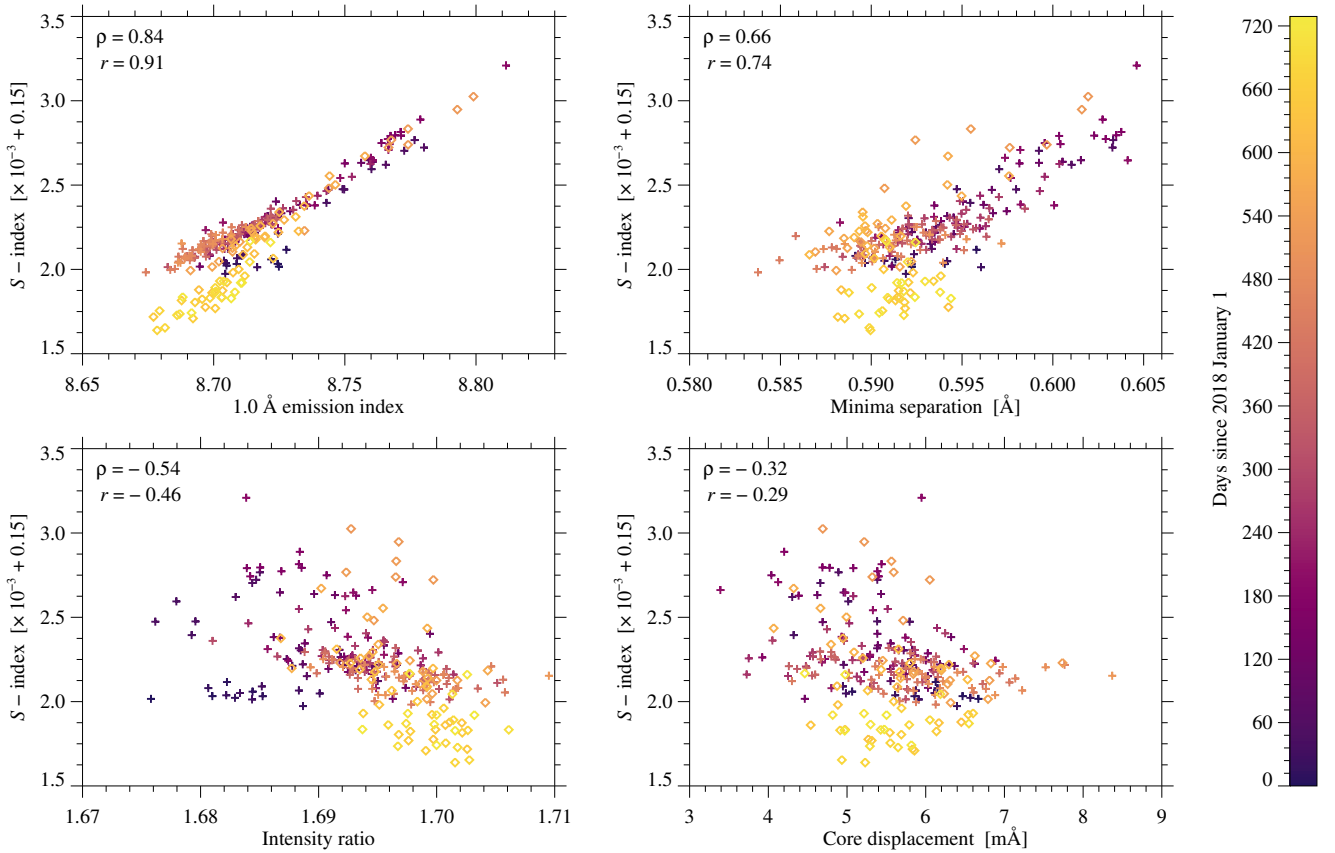 3.5
3.0
2.5
2.0
1.5
S − index [× 10⁻³ + 0.15]
ρ = 0.84
r = 0.91
8.65 8.70 8.75 8.80
1.0 Å emission index
3.5
3.0
2.5
2.0
1.5
S − index [× 10⁻³ + 0.15]
ρ = 0.66
r = 0.74
0.580 0.585 0.590 0.595 0.600 0.605
Minima separation [Å]
3.5
3.0
2.5
2.0
1.5
S − index [× 10⁻³ + 0.15]
ρ = − 0.54
r = − 0.46
1.67 1.68 1.69 1.70 1.71
Intensity ratio
3.5
3.0
2.5
2.0
1.5
S − index [× 10⁻³ + 0.15]
ρ = − 0.32
r = − 0.29
3 4 5 6 7 8 9
Core displacement [mÅ]
Days since 2018 January 1
720
660
600
540
480
420
360
300
240
180
120
60
0